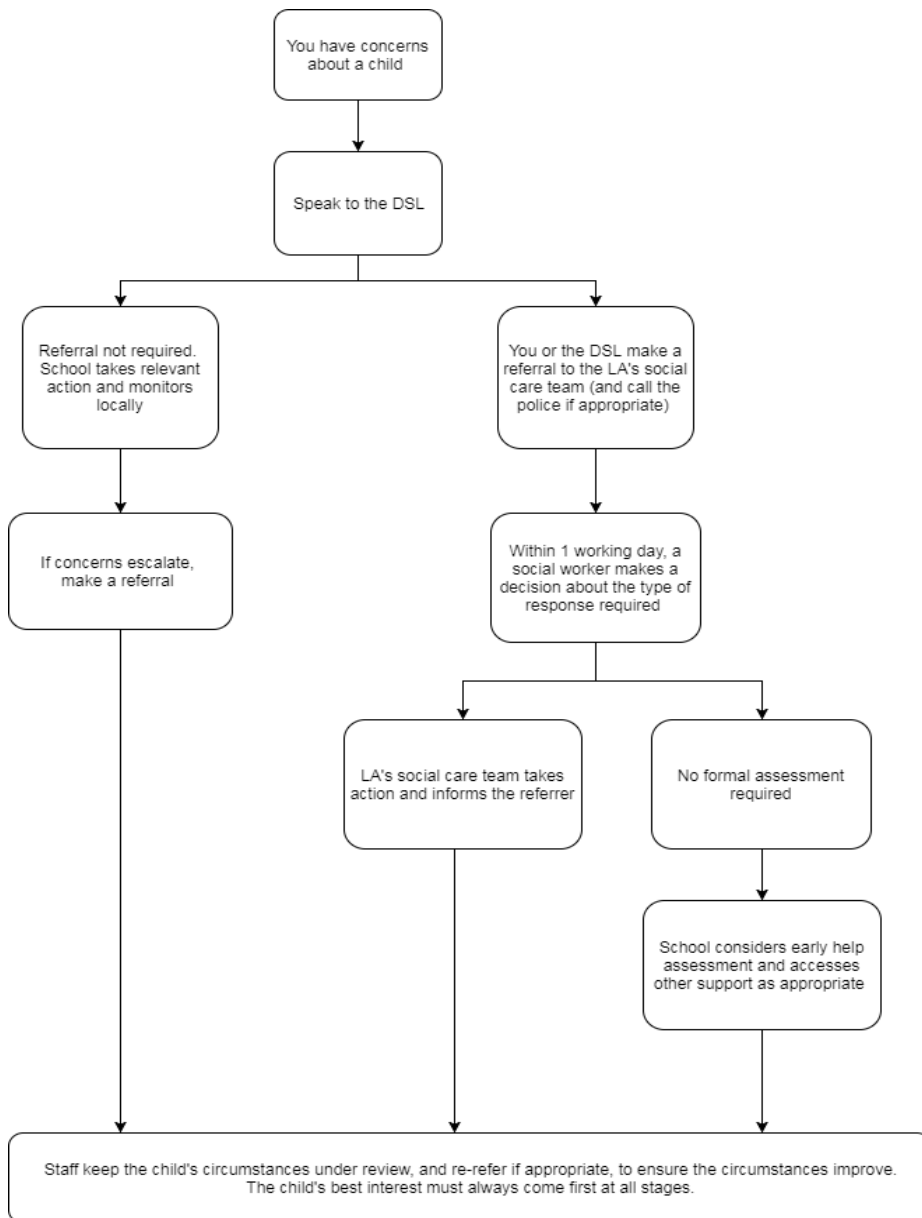 You have concerns
about a child
Speak to the DSL
Referral not required.
School takes relevant
action and monitors
locally
You or the DSL make a
referral to the LA's social
care team (and call the
police if appropriate)
If concerns escalate,
make a referral
Within 1 working day, a
social worker makes a
decision about the type of
response required
LA's social care team takes
action and informs the referrer
No formal assessment
required
School considers early help
assessment and accesses
other support as appropriate
Staff keep the child's circumstances under review, and re-refer if appropriate, to ensure the circumstances improve.
The child's best interest must always come first at all stages.